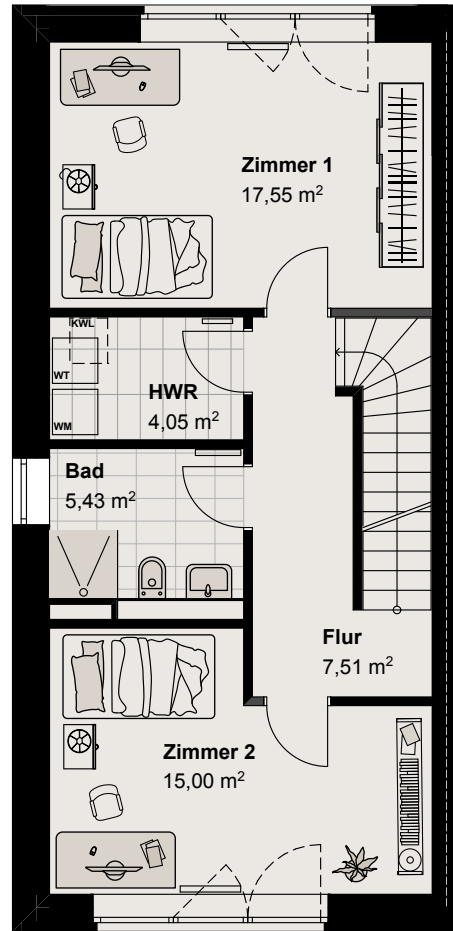 Zimmer 1
17,55 m²
KWL
WT
HWR
4,05 m²
WM
Bad
5,43 m²
Flur
7,51 m²
Zimmer 2
15,00 m²